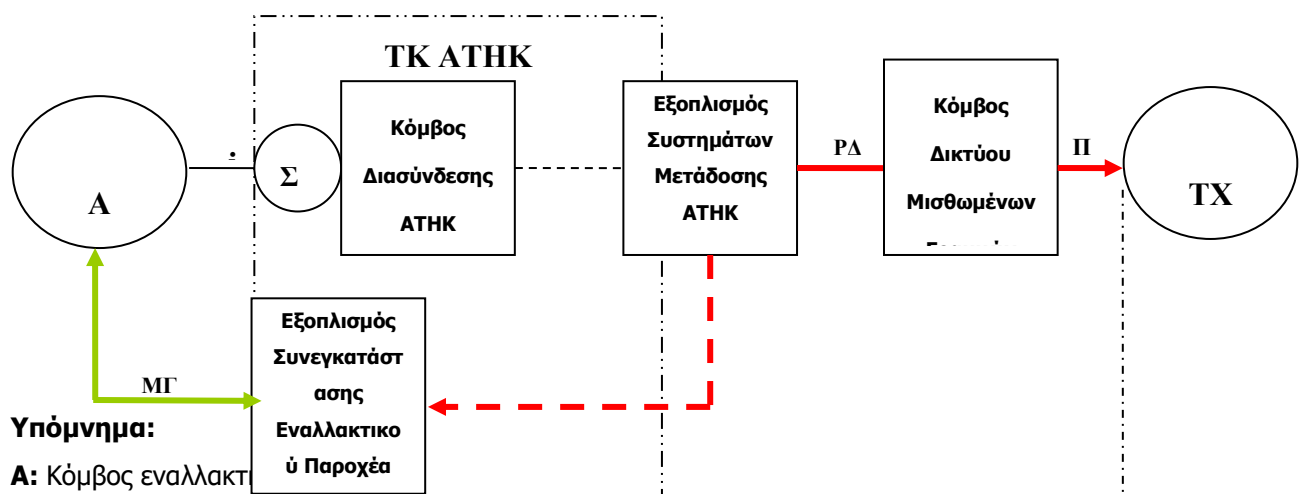 ΤΚ ΑΤΗΚ
Α
Σ
Κόμβος
Διασύνδεσης
ΑΤΗΚ
Εξοπλισμός
Συστημάτων
Μετάδοσης
ΑΤΗΚ
ΡΔ
Κόμβος
Δικτύου
Μισθωμένων
Π
ΤΧ
ΜΓ
Εξοπλισμός
Συνεγκατάστ
ασης
Εναλλακτικο
ύ Παροχέα
Υπόμνημα:
Α: Κόμβος εναλλακτι